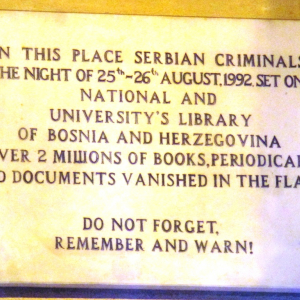 N THIS PLACE SERBIAN CRIMINALS
HE NIGHT OF 25th-26th AUGUST, 1992. SET ON
NATIONAL AND
UNIVERSITY'S LIBRARY
OF BOSNIA AND HERZEGOVINA
VER 2 MILLIONS OF BOOKS, PERIODICAL
D DOCUMENTS VANISHED IN THE FLA
DO NOT FORGET,
REMEMBER AND WARN!